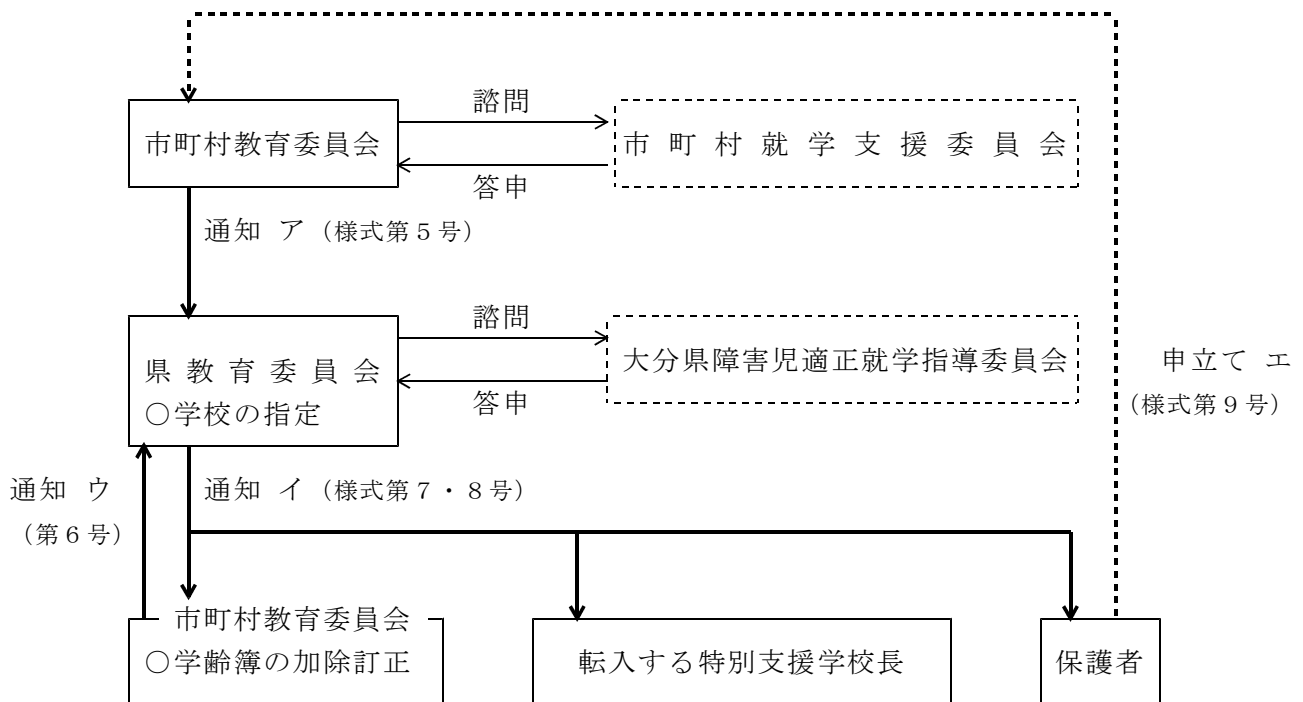 諮問
市町村教育委員会
市町村就学支援委員会
答申
通知 ア（様式第５号）
諮問
県教育委員会
○学校の指定
大分県障害児適正就学指導委員会
答申
申立て エ
（様式第９号）
通知 ウ
（第６号）
通知 イ（様式第７・８号）
市町村教育委員会
○学齢簿の加除訂正
転入する特別支援学校長
保護者